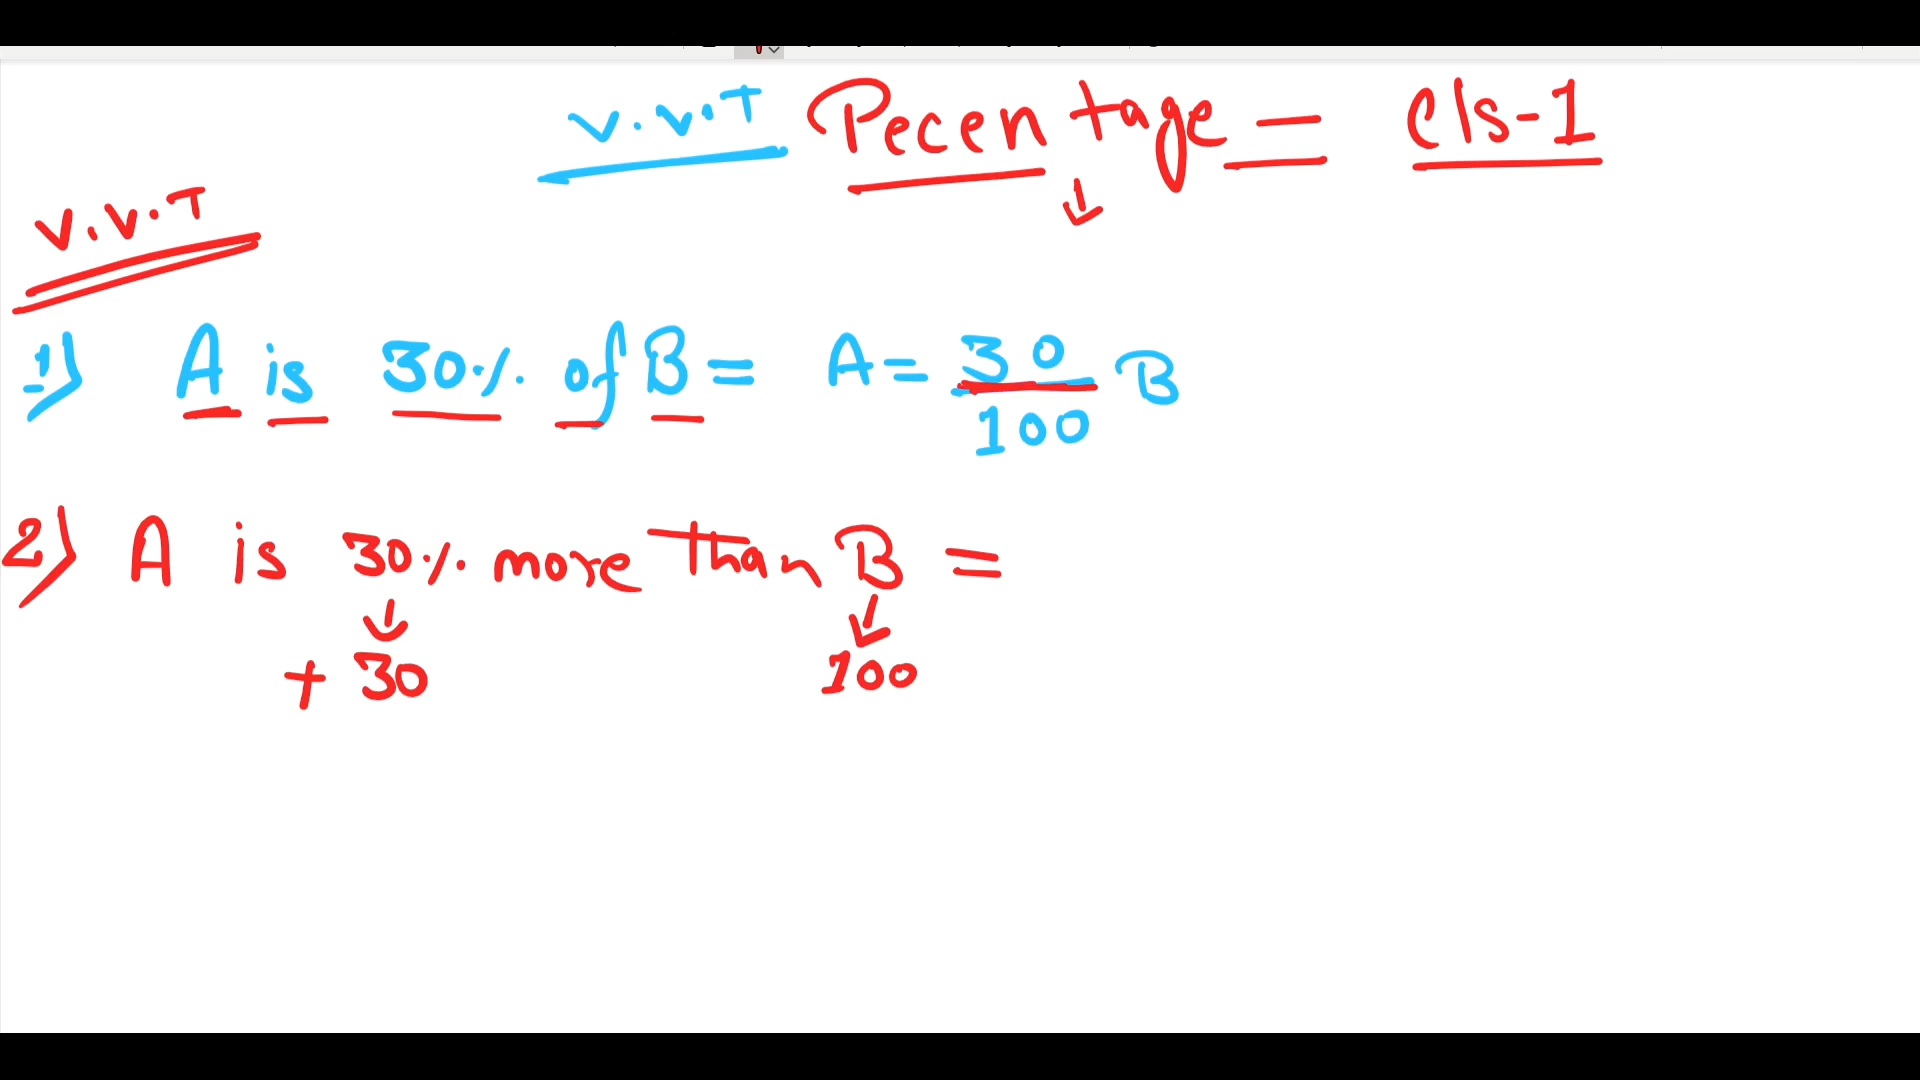 v.v.T Pecentage = cls-1
v.v.T
1) A is 30% of B = A = 30/100 B
2) A is 30% more than B =
+ 30 100